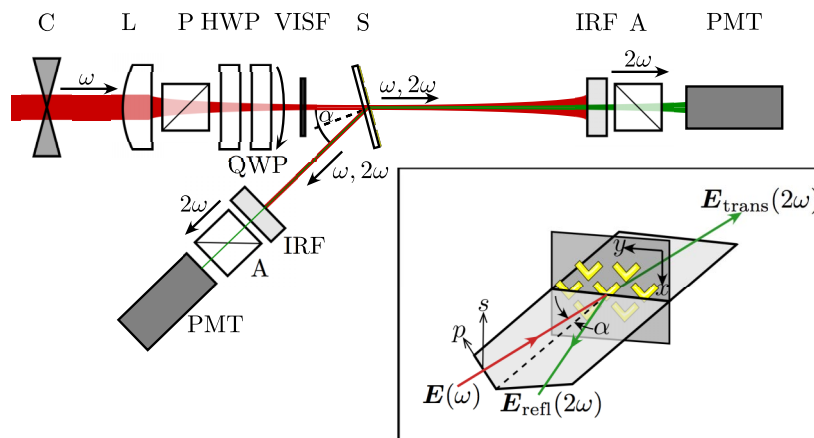 C L P HWP VISF S IRF A PMT
ω ω, 2ω 2ω
α
QWP
ω, 2ω
2ω
IRF
A
PMT
E_trans(2ω)
y
x
s
p
α
E(ω)
E_refl(2ω)